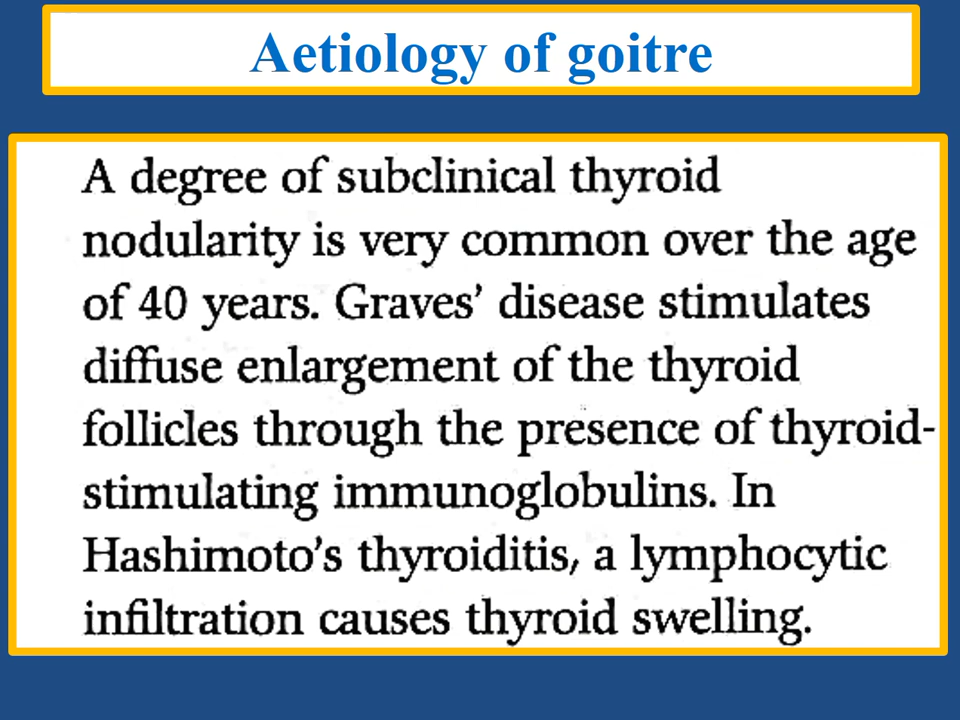 Aetiology of goitre
A degree of subclinical thyroid
nodularity is very common over the age
of 40 years. Graves’ disease stimulates
diffuse enlargement of the thyroid
follicles through the presence of thyroid-
stimulating immunoglobulins. In
Hashimoto’s thyroiditis, a lymphocytic
infiltration causes thyroid swelling.